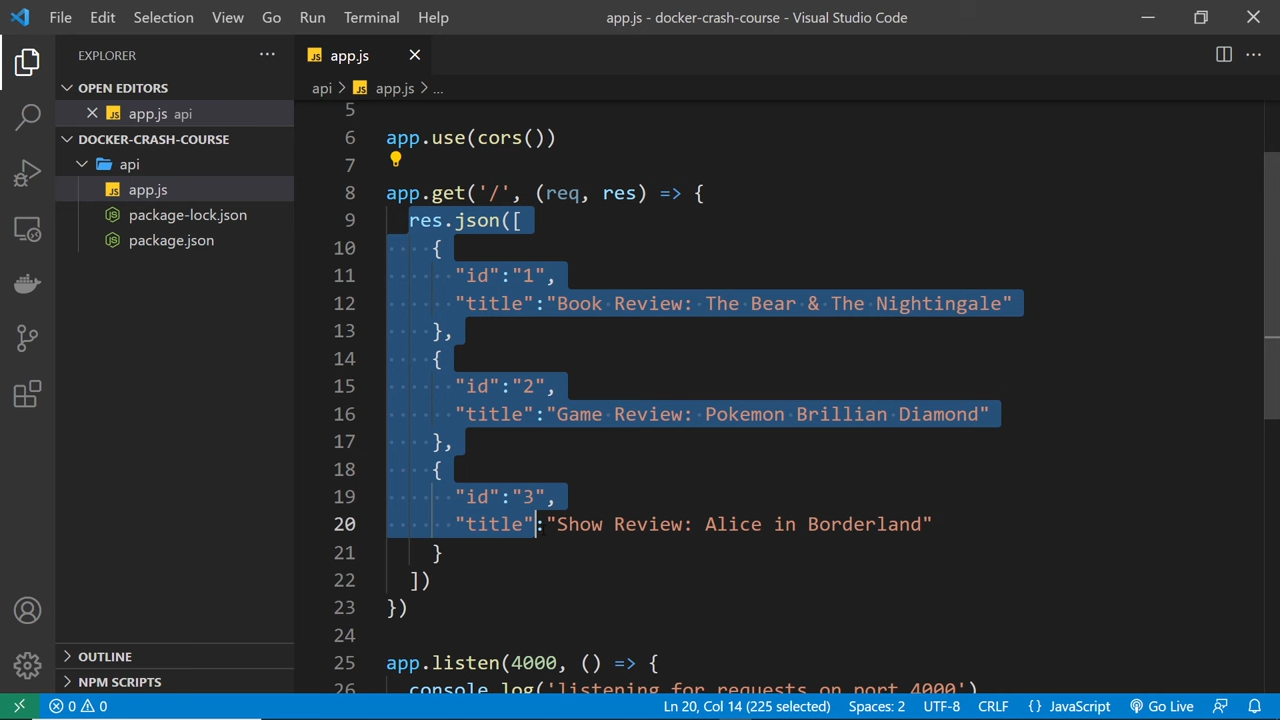 File Edit Selection View Go Run Terminal Help
app.js - docker-crash-course - Visual Studio Code
EXPLORER
OPEN EDITORS
JS app.js api
DOCKER-CRASH-COURSE
api
JS app.js
package-lock.json
package.json
OUTLINE
NPM SCRIPTS
JS app.js
api > JS app.js > ...
5
6 app.use(cors())
7
8 app.get('/', (req, res) => {
9 res.json([
10 {
11 "id":"1",
12 "title":"Book Review: The Bear & The Nightingale"
13 },
14 {
15 "id":"2",
16 "title":"Game Review: Pokemon Brillian Diamond"
17 },
18 {
19 "id":"3",
20 "title":"Show Review: Alice in Borderland"
21 }
22 ])
23 })
24
25 app.listen(4000, () => {
26 console.log('listening for requests on port 4000')
0 0 Ln 20, Col 14 (225 selected) Spaces: 2 UTF-8 CRLF {} JavaScript Go Live